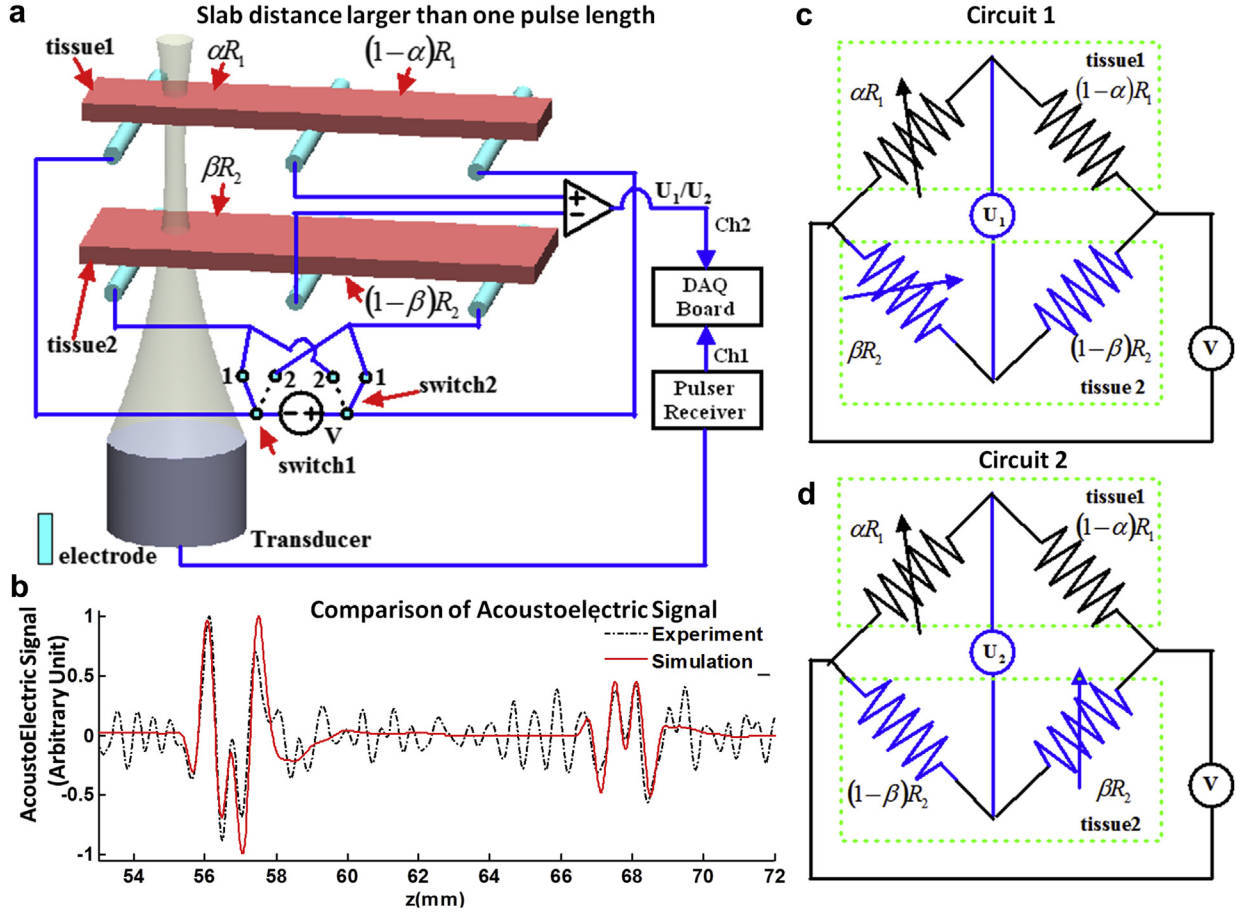 a
Slab distance larger than one pulse length
tissue1
αR₁
(1−α)R₁
βR₂
(1−β)R₂
tissue2
+
−
U₁/U₂
Ch2
DAQ
Board
Ch1
Pulser
Receiver
1
2
2
1
switch2
− +
V
switch1
Transducer
electrode
b
Comparison of Acoustoelectric Signal
Experiment
Simulation
AcoustoElectric Signal
(Arbitrary Unit)
1
0.5
0
-0.5
-1
54 56 58 60 62 64 66 68 70 72
z(mm)
c
Circuit 1
tissue1
αR₁
(1−α)R₁
U₁
βR₂
(1−β)R₂
tissue 2
V
d
Circuit 2
tissue1
αR₁
(1−α)R₁
U₂
(1−β)R₂
βR₂
tissue2
V